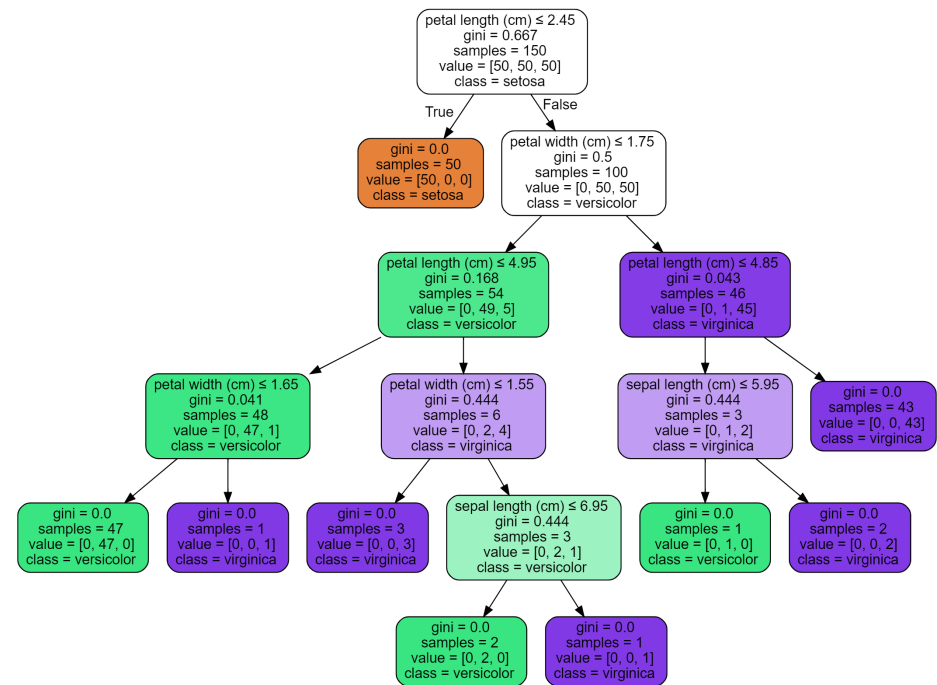 petal length (cm) ≤ 2.45
gini = 0.667
samples = 150
value = [50, 50, 50]
class = setosa
True
False
gini = 0.0
samples = 50
value = [50, 0, 0]
class = setosa
petal width (cm) ≤ 1.75
gini = 0.5
samples = 100
value = [0, 50, 50]
class = versicolor
petal length (cm) ≤ 4.95
gini = 0.168
samples = 54
value = [0, 49, 5]
class = versicolor
petal length (cm) ≤ 4.85
gini = 0.043
samples = 46
value = [0, 1, 45]
class = virginica
petal width (cm) ≤ 1.65
gini = 0.041
samples = 48
value = [0, 47, 1]
class = versicolor
petal width (cm) ≤ 1.55
gini = 0.444
samples = 6
value = [0, 2, 4]
class = virginica
sepal length (cm) ≤ 5.95
gini = 0.444
samples = 3
value = [0, 1, 2]
class = virginica
gini = 0.0
samples = 43
value = [0, 0, 43]
class = virginica
gini = 0.0
samples = 47
value = [0, 47, 0]
class = versicolor
gini = 0.0
samples = 1
value = [0, 0, 1]
class = virginica
gini = 0.0
samples = 3
value = [0, 0, 3]
class = virginica
sepal length (cm) ≤ 6.95
gini = 0.444
samples = 3
value = [0, 2, 1]
class = versicolor
gini = 0.0
samples = 1
value = [0, 1, 0]
class = versicolor
gini = 0.0
samples = 2
value = [0, 0, 2]
class = virginica
gini = 0.0
samples = 2
value = [0, 2, 0]
class = versicolor
gini = 0.0
samples = 1
value = [0, 0, 1]
class = virginica